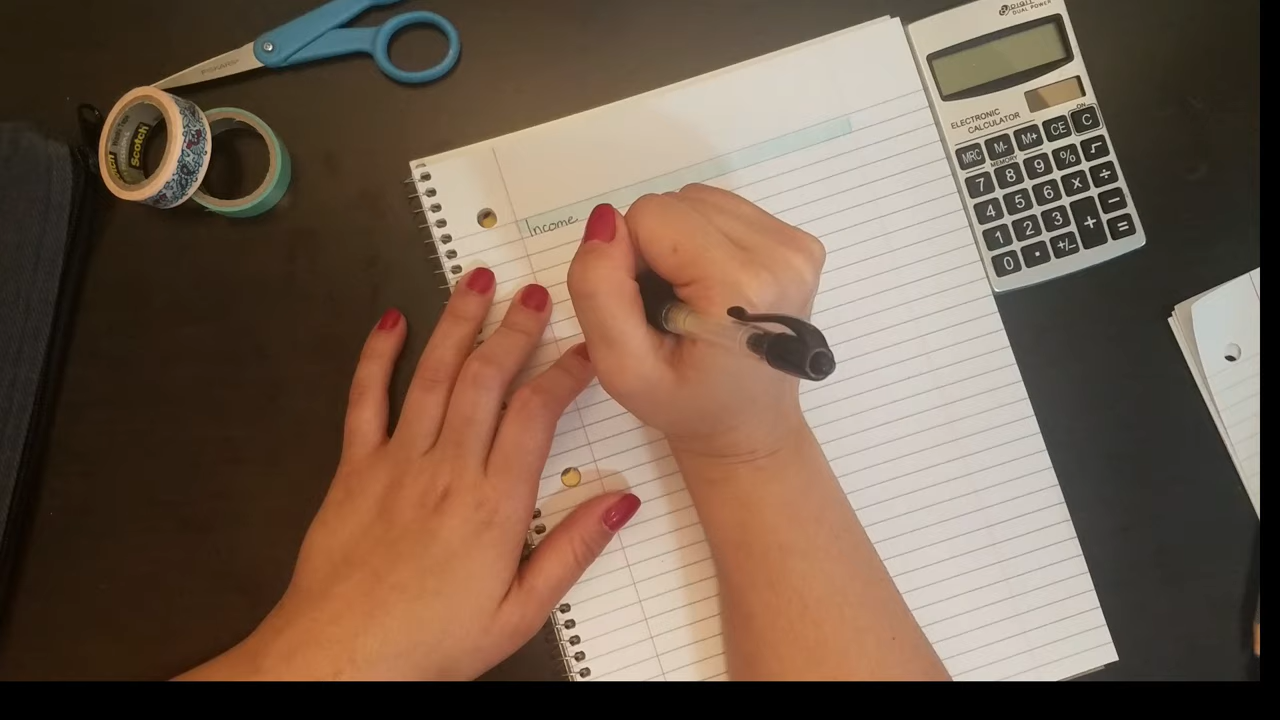 DIGIT
DUAL POWER
ELECTRONIC
CALCULATOR
ON
MRC M- M+ CE C
MEMORY
7 8 9 % √
4 5 6 x ÷
1 2 3 + −
0 . +/- =
Scotch
Income